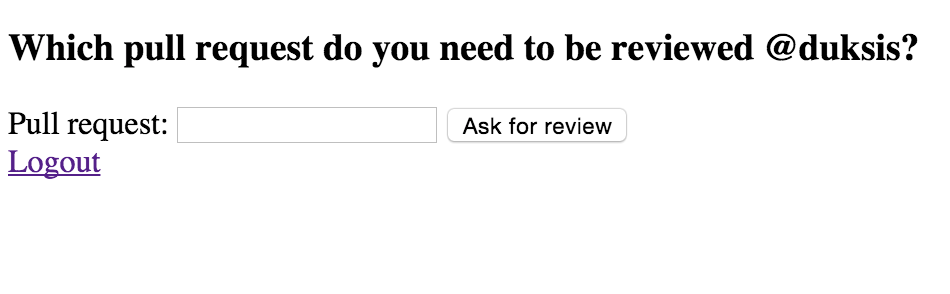 Which pull request do you need to be reviewed @duksis?
Pull request: Ask for review
Logout